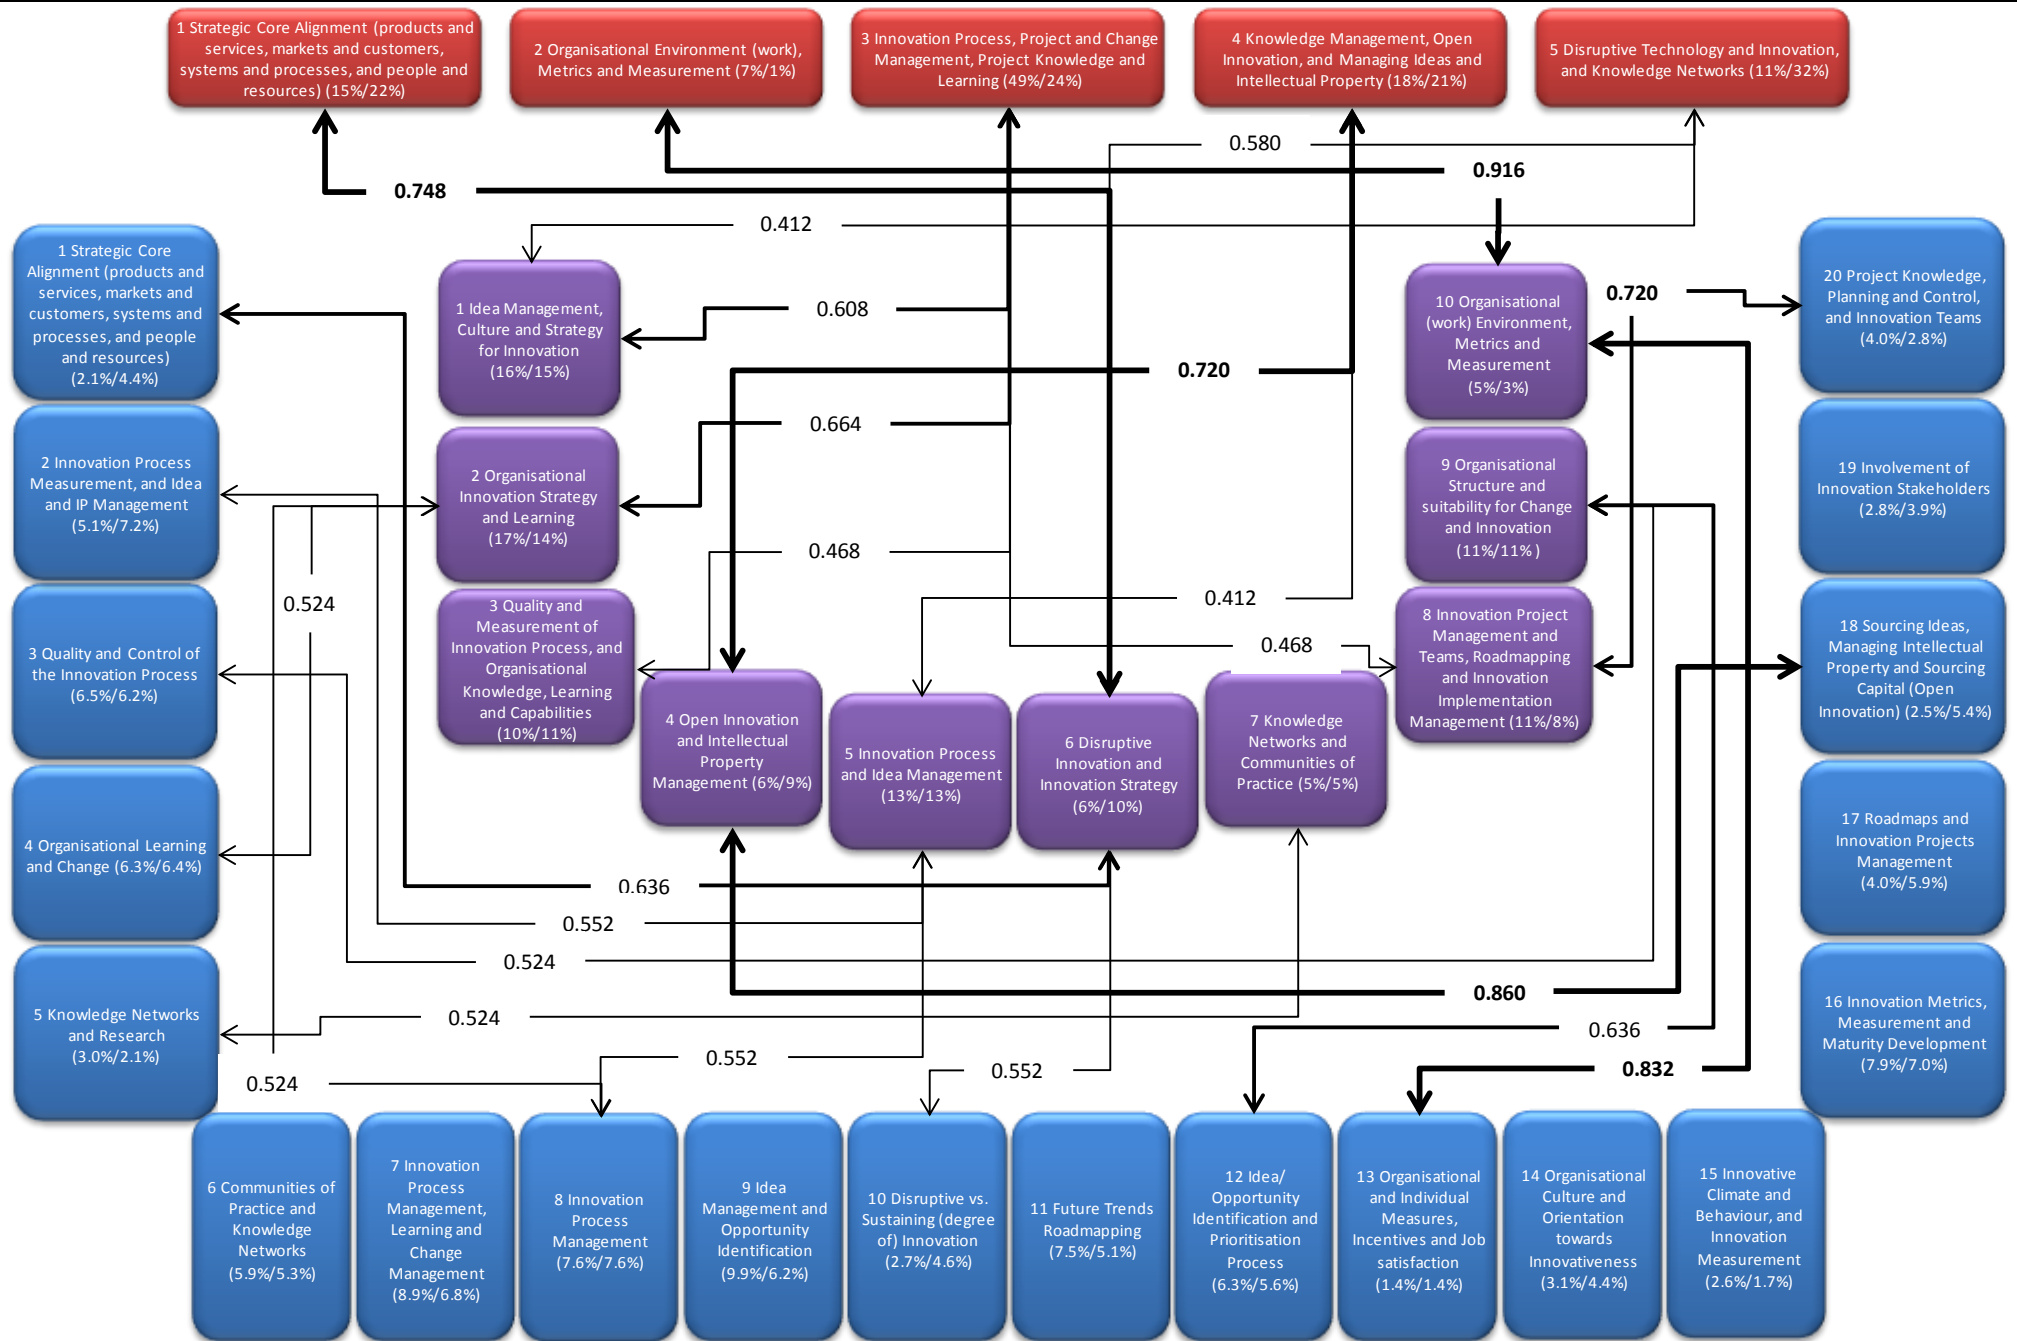 1 Strategic Core Alignment (products and
services, markets and customers,
systems and processes, and people and
resources) (15%/22%)
2 Organisational Environment (work),
Metrics and Measurement (7%/1%)
3 Innovation Process, Project and Change
Management, Project Knowledge and
Learning (49%/24%)
4 Knowledge Management, Open
Innovation, and Managing Ideas and
Intellectual Property (18%/21%)
5 Disruptive Technology and Innovation,
and Knowledge Networks (11%/32%)
0.580
0.916
0.748
0.412
1 Strategic Core
Alignment (products and
services, markets and
customers, systems and
processes, and people
and resources)
(2.1%/4.4%)
2 Innovation Process
Measurement, and Idea
and IP Management
(5.1%/7.2%)
3 Quality and Control of
the Innovation Process
(6.5%/6.2%)
4 Organisational Learning
and Change (6.3%/6.4%)
5 Knowledge Networks
and Research
(3.0%/2.1%)
1 Idea Management,
Culture and Strategy
for Innovation
(16%/15%)
0.608
0.720
2 Organisational
Innovation Strategy
and Learning
(17%/14%)
0.664
0.468
0.524
3 Quality and
Measurement of
Innovation Process, and
Organisational
Knowledge, Learning
and Capabilities
(10%/11%)
0.412
0.468
4 Open Innovation
and Intellectual
Property
Management (6%/9%)
5 Innovation Process
and Idea Management
(13%/13%)
6 Disruptive
Innovation and
Innovation Strategy
(6%/10%)
7 Knowledge
Networks and
Communities of
Practice (5%/5%)
8 Innovation Project
Management and
Teams, Roadmapping
and Innovation
Implementation
Management (11%/8%)
9 Organisational
Structure and
suitability for Change
and Innovation
(11%/11% )
10 Organisational
(work) Environment,
Metrics and
Measurement
(5%/3%)
0.720
20 Project Knowledge,
Planning and Control,
and Innovation Teams
(4.0%/2.8%)
19 Involvement of
Innovation Stakeholders
(2.8%/3.9%)
18 Sourcing Ideas,
Managing Intellectual
Property and Sourcing
Capital (Open
Innovation) (2.5%/5.4%)
17 Roadmaps and
Innovation Projects
Management
(4.0%/5.9%)
16 Innovation Metrics,
Measurement and
Maturity Development
(7.9%/7.0%)
0.636
0.552
0.524
0.860
0.524
0.636
0.552
0.552
0.832
0.524
6 Communities of
Practice and
Knowledge
Networks
(5.9%/5.3%)
7 Innovation
Process
Management,
Learning and
Change
Management
(8.9%/6.8%)
8 Innovation
Process
Management
(7.6%/7.6%)
9 Idea
Management and
Opportunity
Identification
(9.9%/6.2%)
10 Disruptive vs.
Sustaining (degree
of) Innovation
(2.7%/4.6%)
11 Future Trends
Roadmapping
(7.5%/5.1%)
12 Idea/
Opportunity
Identification and
Prioritisation
Process
(6.3%/5.6%)
13 Organisational
and Individual
Measures,
Incentives and Job
satisfaction
(1.4%/1.4%)
14 Organisational
Culture and
Orientation
towards
Innovativeness
(3.1%/4.4%)
15 Innovative
Climate and
Behaviour, and
Innovation
Measurement
(2.6%/1.7%)